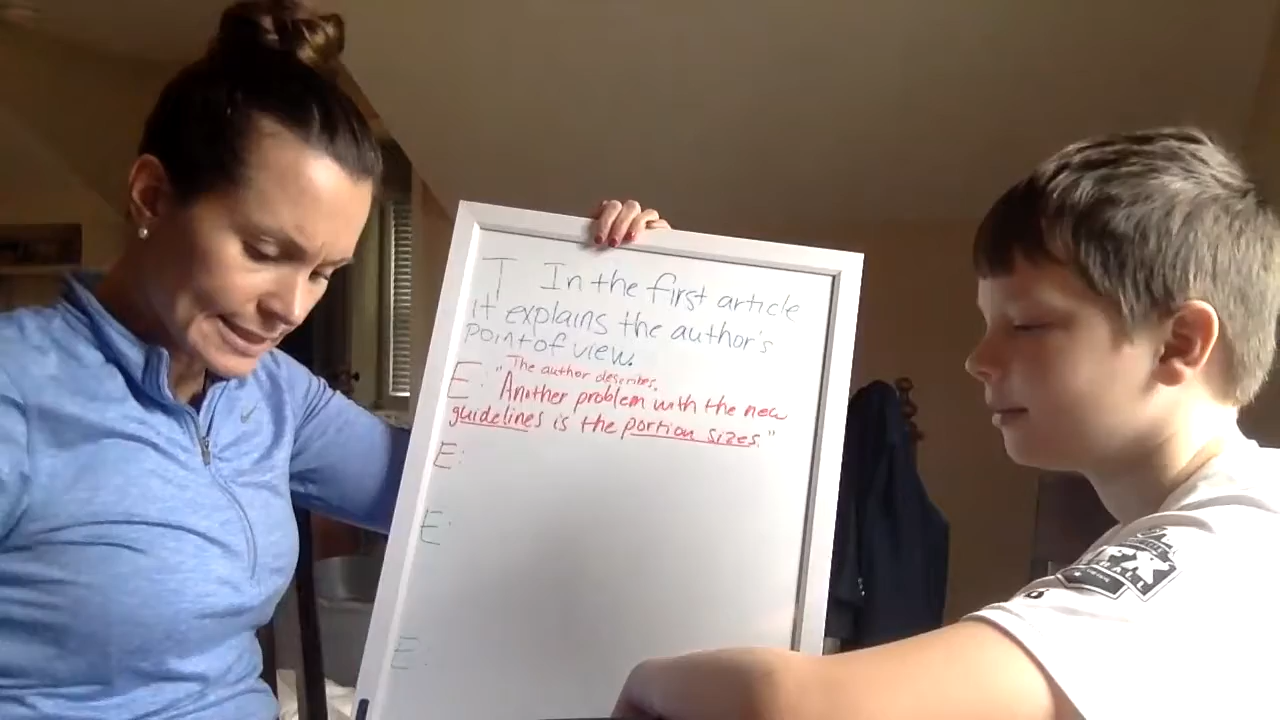 T In the first article
it explains the author's
point of view.
E: "The author describes,
Another problem with the new
guidelines is the portion sizes."
E:
E:
E: